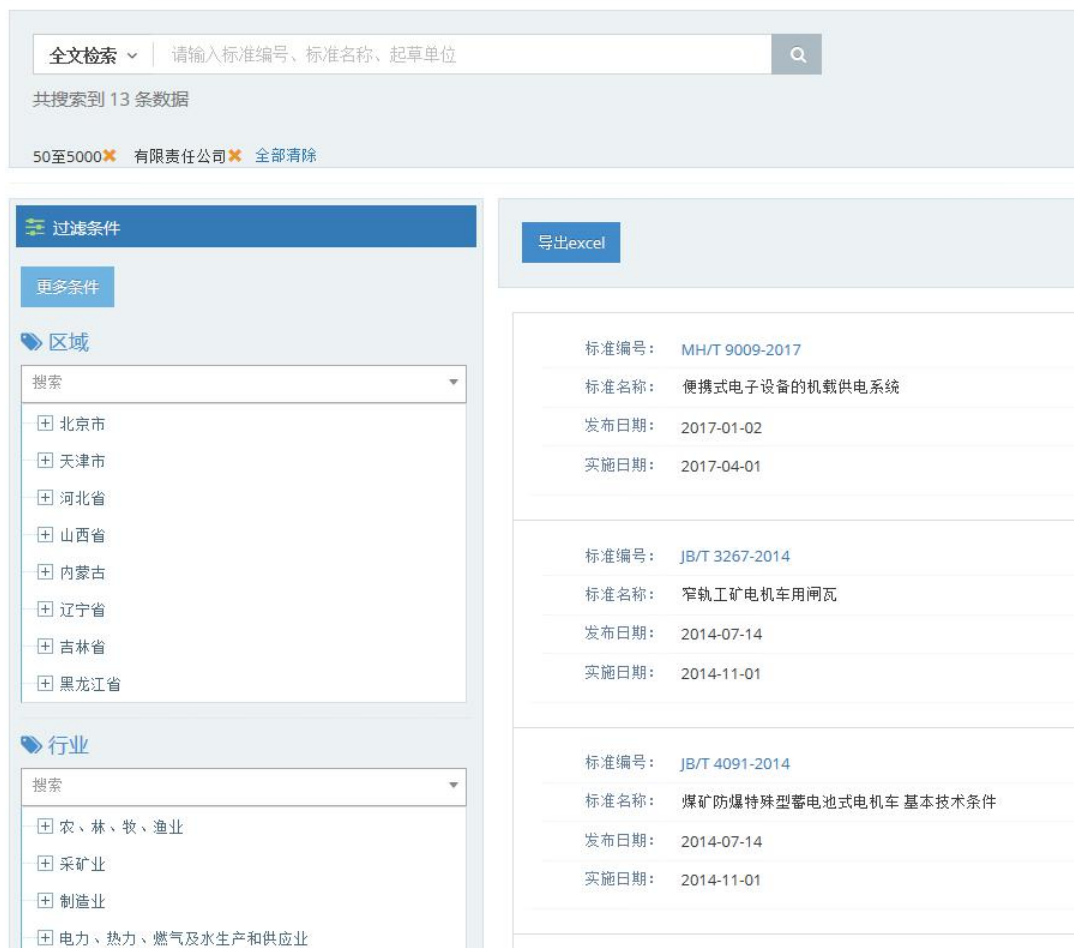 全文检索 请输入标准编号、标准名称、起草单位
共搜索到 13 条数据
50至5000 有限责任公司 全部清除
过滤条件
更多条件
区域
搜索
北京市
天津市
河北省
山西省
内蒙古
辽宁省
吉林省
黑龙江省
行业
搜索
农、林、牧、渔业
采矿业
制造业
电力、热力、燃气及水生产和供应业
导出excel
标准编号: MH/T 9009-2017
标准名称: 便携式电子设备的机载供电系统
发布日期: 2017-01-02
实施日期: 2017-04-01
标准编号: JB/T 3267-2014
标准名称: 窄轨工矿电机车用闸瓦
发布日期: 2014-07-14
实施日期: 2014-11-01
标准编号: JB/T 4091-2014
标准名称: 煤矿防爆特殊型蓄电池式电机车 基本技术条件
发布日期: 2014-07-14
实施日期: 2014-11-01